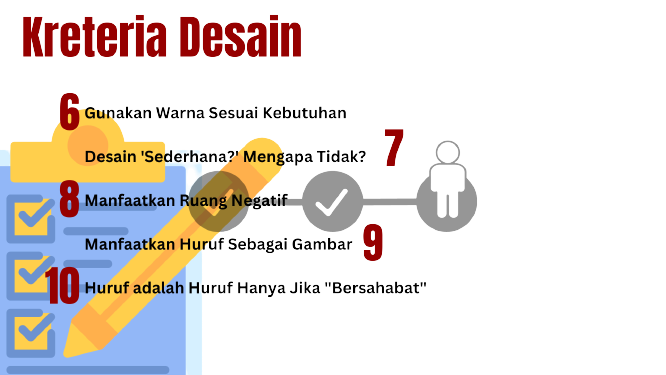 Kreteria Desain
6 Gunakan Warna Sesuai Kebutuhan
Desain 'Sederhana?' Mengapa Tidak? 7
8 Manfaatkan Ruang Negatif
Manfaatkan Huruf Sebagai Gambar 9
10 Huruf adalah Huruf Hanya Jika "Bersahabat"